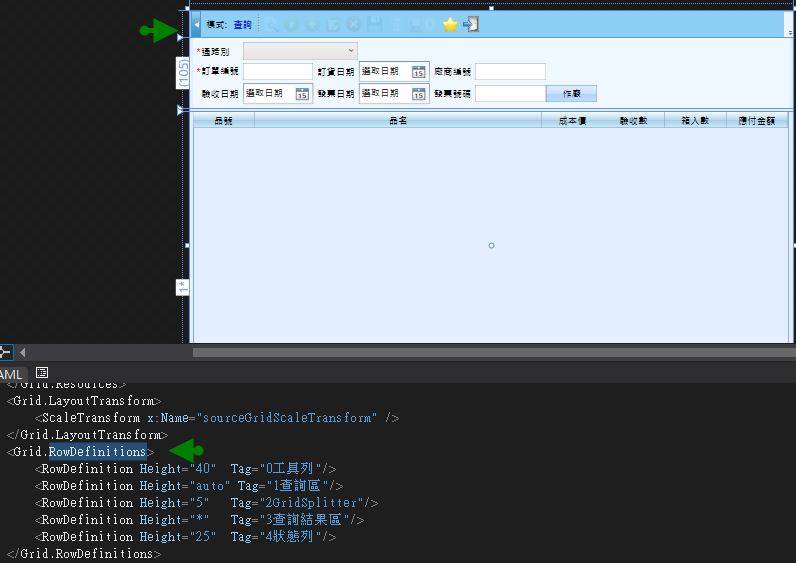 模式: 查詢
*通路別
*訂單編號 訂貨日期 選取日期 15 廠商編號
驗收日期 選取日期 15 發票日期 選取日期 15 發票號碼 作廢
(105)
品號 品名 成本價 驗收數 箱入數 應付金額
1*
AML
</Grid.Resources>
<Grid.LayoutTransform>
<ScaleTransform x:Name="sourceGridScaleTransform" />
</Grid.LayoutTransform>
<Grid.RowDefinitions>
<RowDefinition Height="40" Tag="0工具列"/>
<RowDefinition Height="auto" Tag="1查詢區"/>
<RowDefinition Height="5" Tag="2GridSplitter"/>
<RowDefinition Height="*" Tag="3查詢結果區"/>
<RowDefinition Height="25" Tag="4狀態列"/>
</Grid.RowDefinitions>